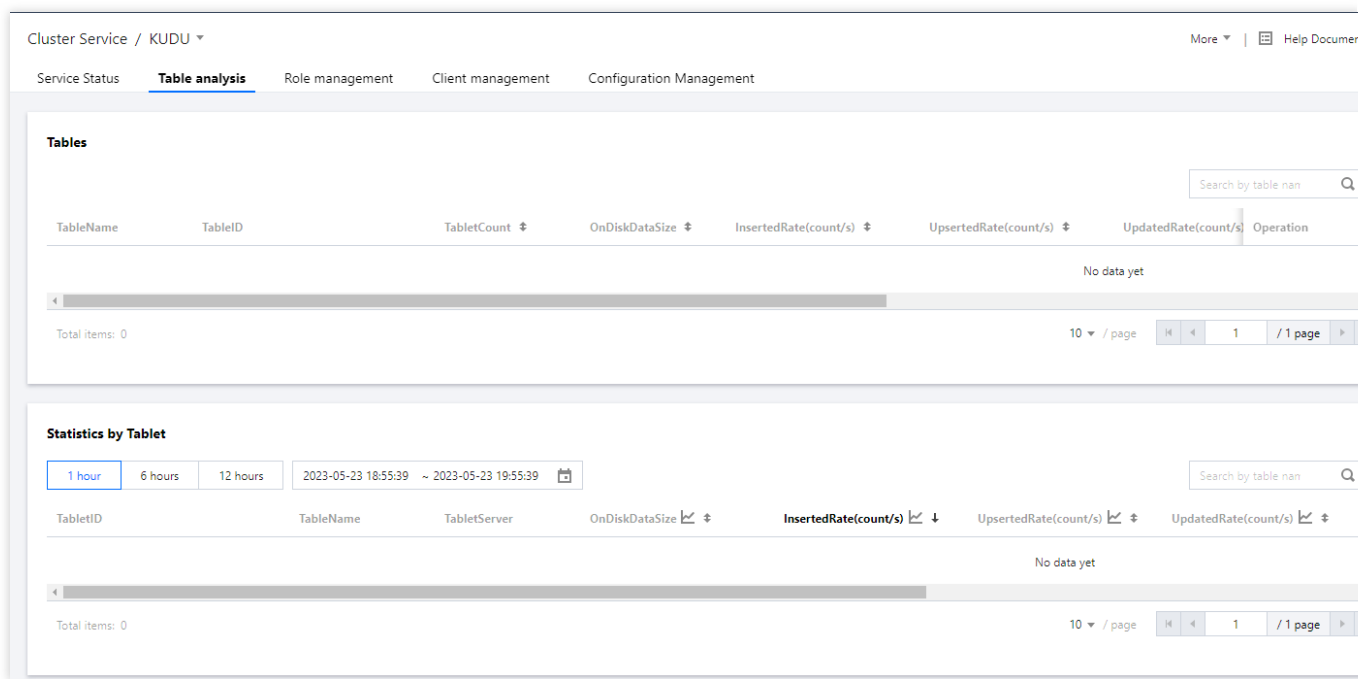 Cluster Service / KUDU More | Help Documen
Service Status Table analysis Role management Client management Configuration Management
Tables
Search by table nan
TableName TableID TabletCount OnDiskDataSize InsertedRate(count/s) UpsertedRate(count/s) UpdatedRate(count/s) Operation
No data yet
Total items: 0 10 / page 1 / 1 page
Statistics by Tablet
1 hour 6 hours 12 hours 2023-05-23 18:55:39 ~ 2023-05-23 19:55:39 Search by table nan
TabletID TableName TabletServer OnDiskDataSize InsertedRate(count/s) UpsertedRate(count/s) UpdatedRate(count/s)
No data yet
Total items: 0 10 / page 1 / 1 page